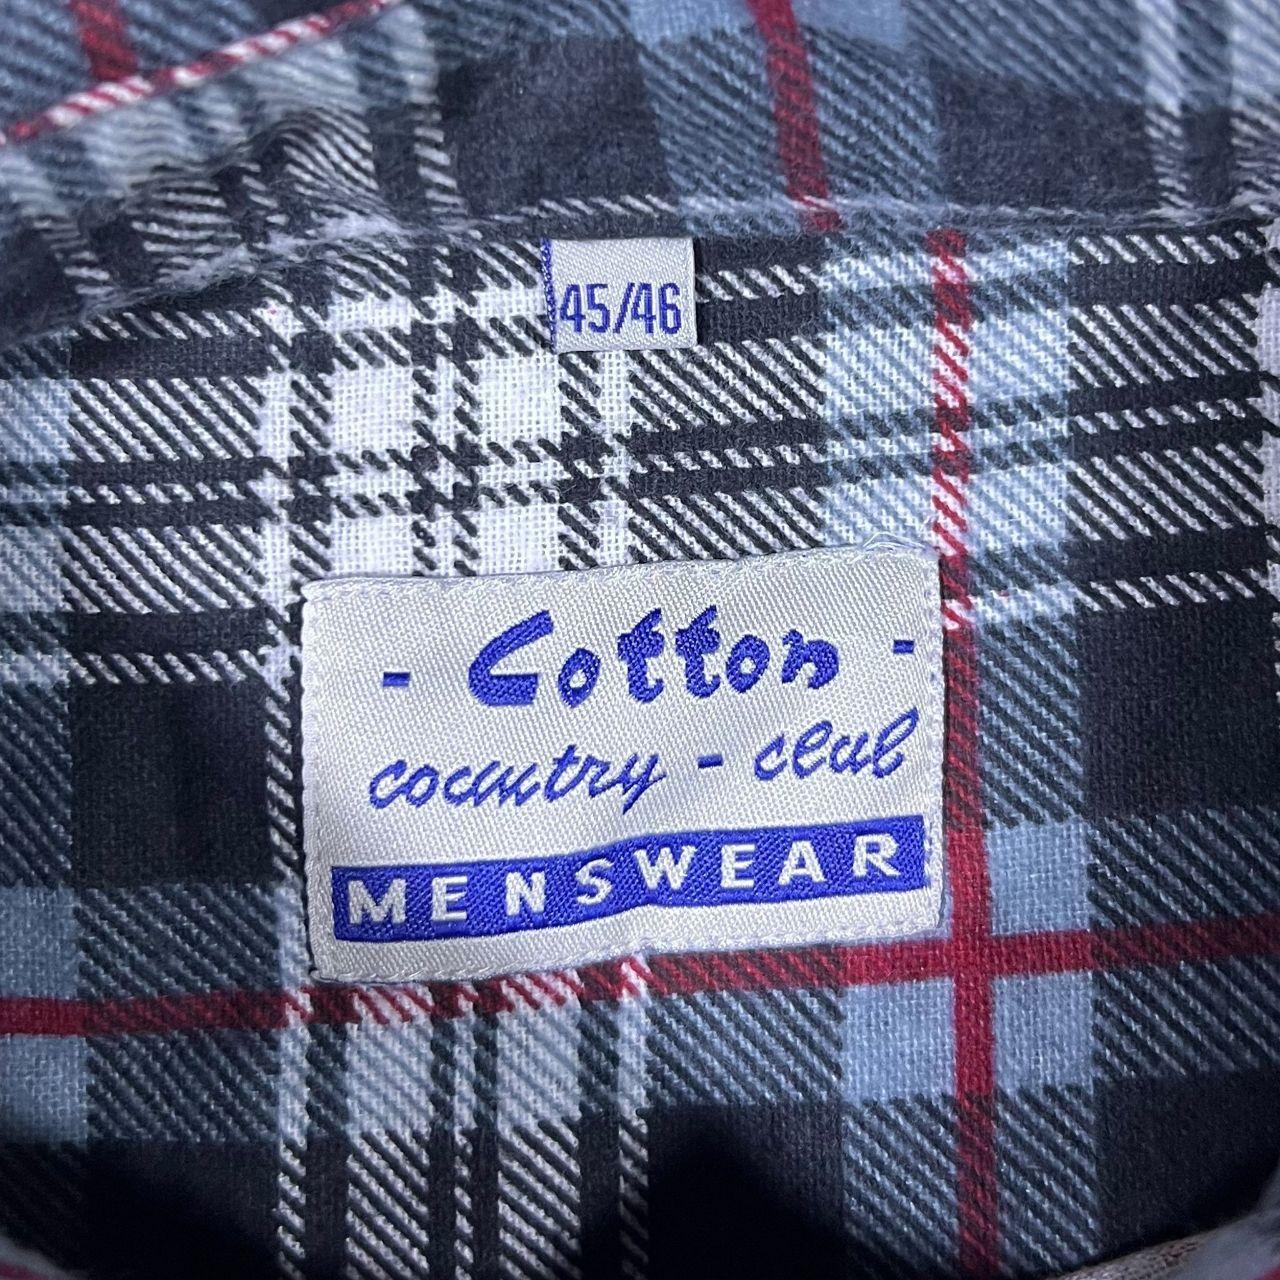 45/46
- Cotton -
country - club
MENSWEAR